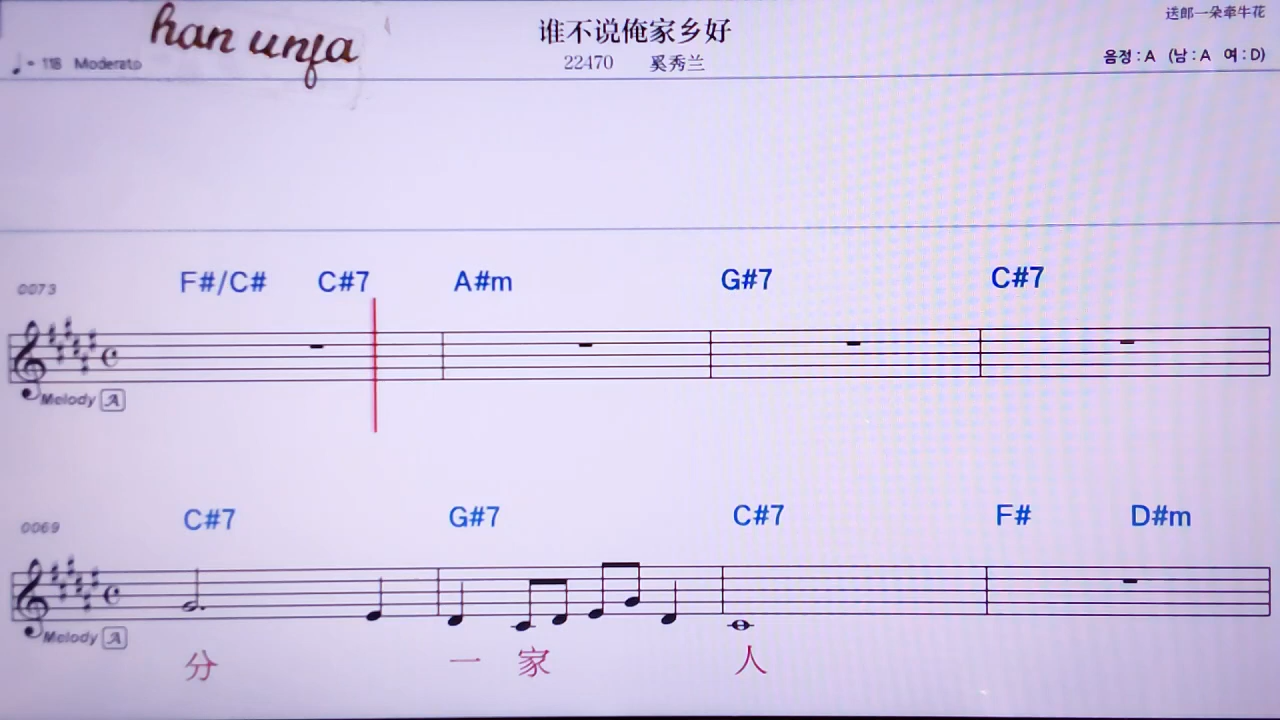 送郎一朵牵牛花
han unja
谁不说俺家乡好
♩= 118 Moderato
22470 奚秀兰
음정 : A (남 : A 여 : D)
F#/C# C#7 A#m G#7 C#7
0073
Melody A
C#7 G#7 C#7 F# D#m
0069
Melody A
分 一 家 人